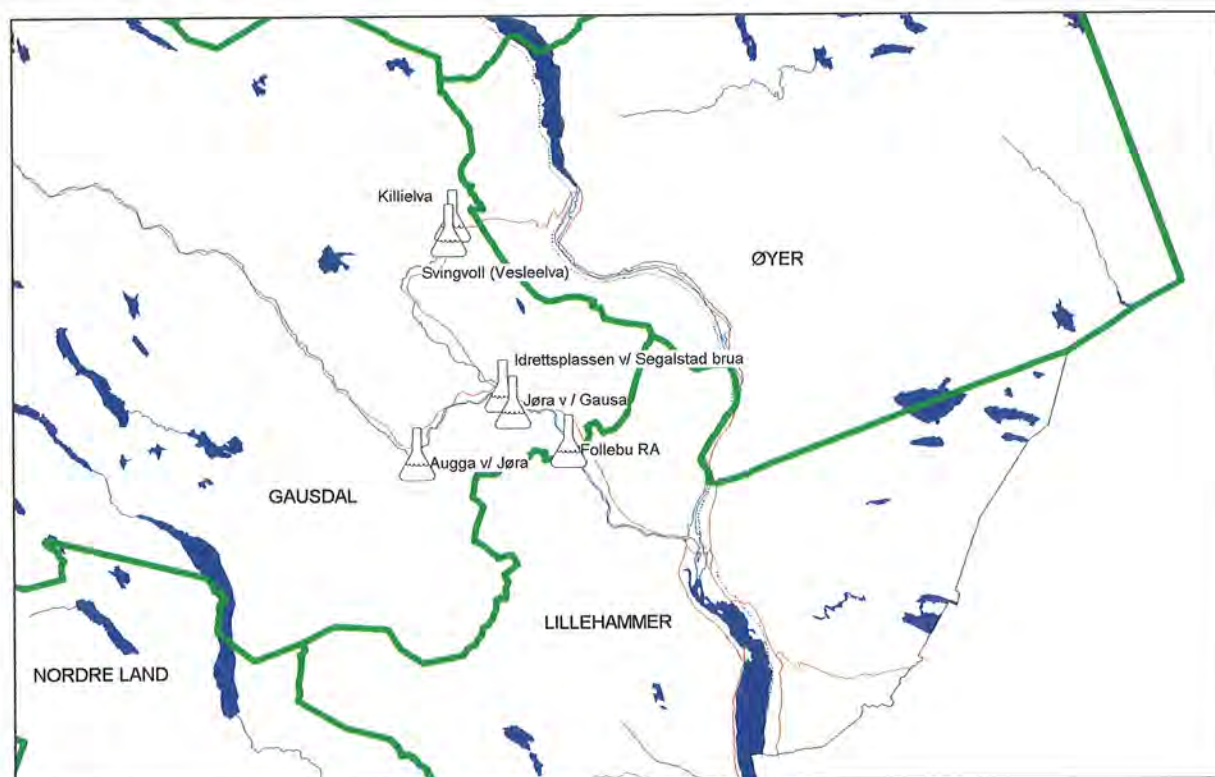 Killielva
Svingvoll (Vesleelva)
ØYER
Idrettsplassen v/ Segalstad brua
Jøra v / Gausa
Follebu RA
Augga v/ Jøra
GAUSDAL
LILLEHAMMER
NORDRE LAND